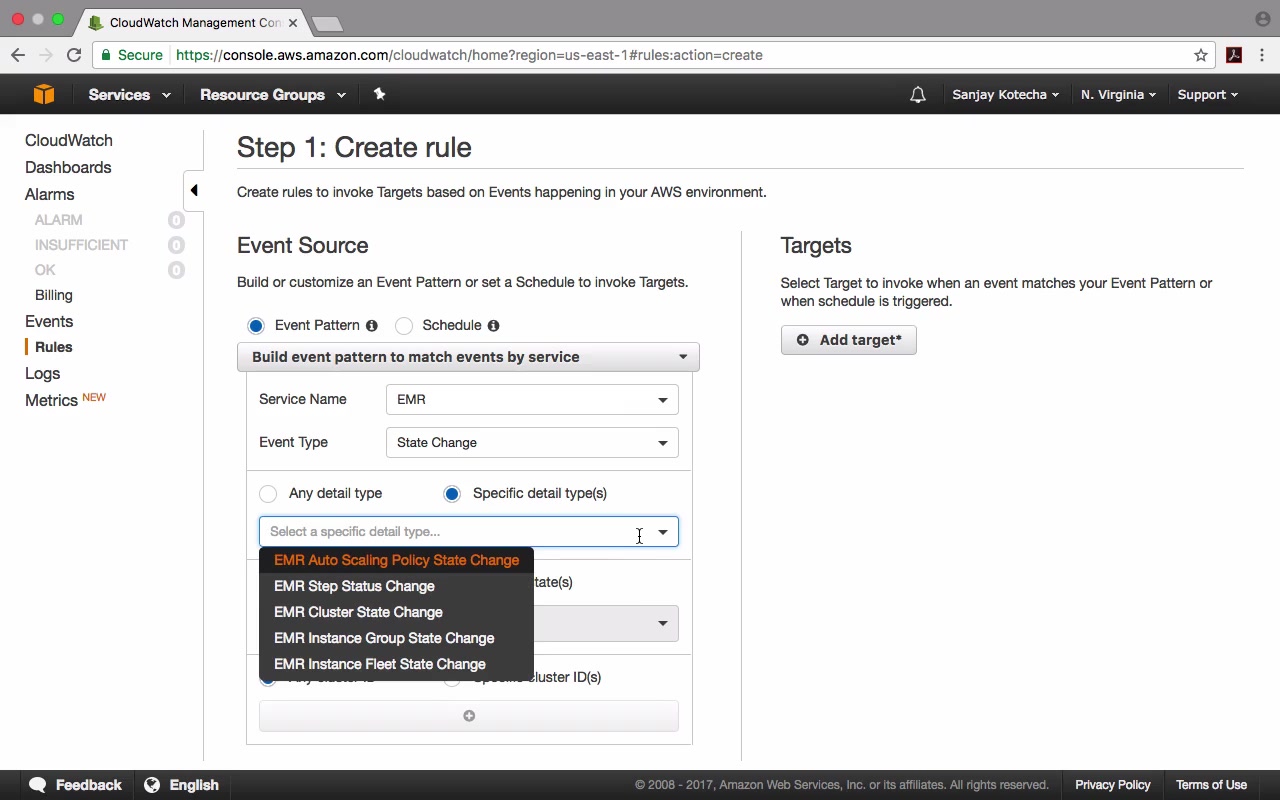 CloudWatch Management Con
Secure
https://console.aws.amazon.com/cloudwatch/home?region=us-east-1#rules:action=create
Services
Resource Groups
Sanjay Kotecha
N. Virginia
Support
CloudWatch
Dashboards
Alarms
ALARM 0
INSUFFICIENT 0
OK 0
Billing
Events
Rules
Logs
Metrics NEW
Step 1: Create rule
Create rules to invoke Targets based on Events happening in your AWS environment.
Event Source
Build or customize an Event Pattern or set a Schedule to invoke Targets.
Event Pattern
Schedule
Build event pattern to match events by service
Service Name
EMR
Event Type
State Change
Any detail type
Specific detail type(s)
Select a specific detail type...
EMR Auto Scaling Policy State Change
EMR Step Status Change
EMR Cluster State Change
EMR Instance Group State Change
EMR Instance Fleet State Change
tate(s)
cluster ID(s)
Targets
Select Target to invoke when an event matches your Event Pattern or
when schedule is triggered.
Add target*
Feedback
English
© 2008 - 2017, Amazon Web Services, Inc. or its affiliates. All rights reserved.
Privacy Policy
Terms of Use